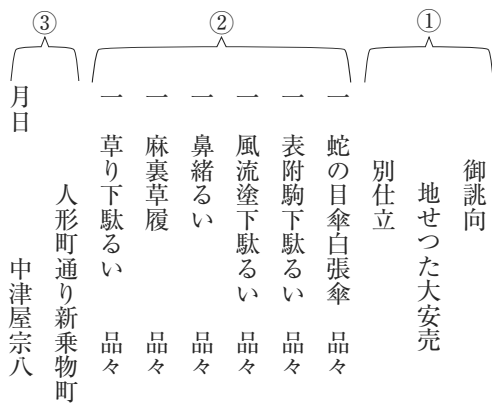 ①
御誂向
地せつた大安売
別仕立
②
一 蛇の目傘白張傘 品々
一 表附駒下駄るい 品々
一 風流塗下駄るい 品々
一 鼻緒るい 品々
一 麻裏草履 品々
一 草り下駄るい 品々
③
人形町通り新乗物町
月日 中津屋宗八